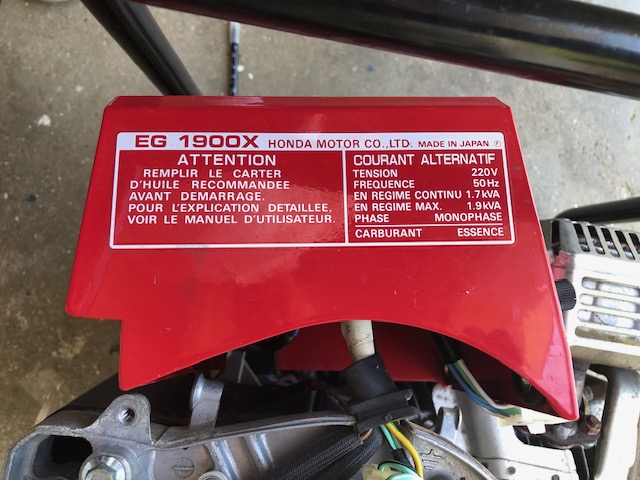 EG 1900X HONDA MOTOR CO., LTD. MADE IN JAPAN Ⓕ
ATTENTION
REMPLIR LE CARTER
D'HUILE RECOMMANDEE
AVANT DEMARRAGE.
POUR L'EXPLICATION DETAILLEE,
VOIR LE MANUEL D'UTILISATEUR.
COURANT ALTERNATIF
TENSION 220V
FREQUENCE 50Hz
EN REGIME CONTINU 1.7kVA
EN REGIME MAX. 1.9kVA
PHASE MONOPHASE
CARBURANT ESSENCE